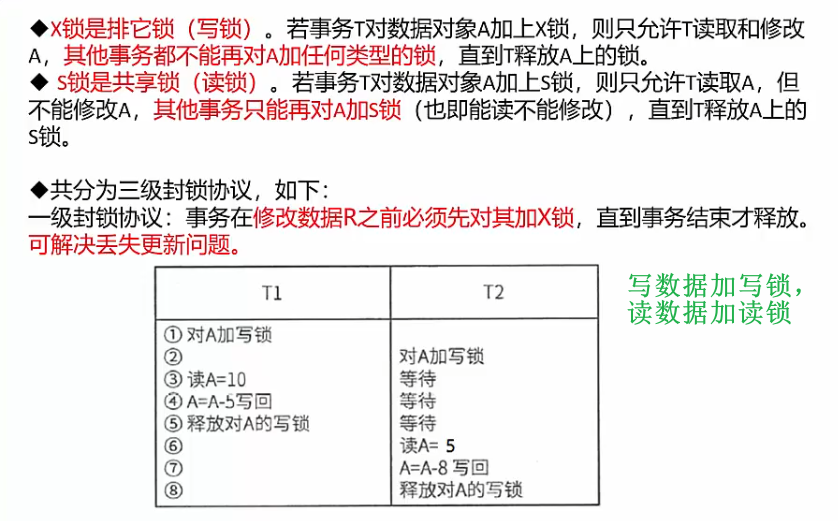 ◆X锁是排它锁（写锁）。若事务T对数据对象A加上X锁，则只允许T读取和修改
A，其他事务都不能再对A加任何类型的锁，直到T释放A上的锁。
◆ S锁是共享锁（读锁）。若事务T对数据对象A加上S锁，则只允许T读取A，但
不能修改A，其他事务只能再对A加S锁（也即能读不能修改），直到T释放A上的
S锁。
◆共分为三级封锁协议，如下：
一级封锁协议：事务在修改数据R之前必须先对其加X锁，直到事务结束才释放。
可解决丢失更新问题。
T1 T2
① 对A加写锁
② 对A加写锁
③ 读A=10 等待
④ A=A-5写回 等待
⑤ 释放对A的写锁 等待
⑥ 读A= 5
⑦ A=A-8 写回
⑧ 释放对A的写锁
写数据加写锁，
读数据加读锁